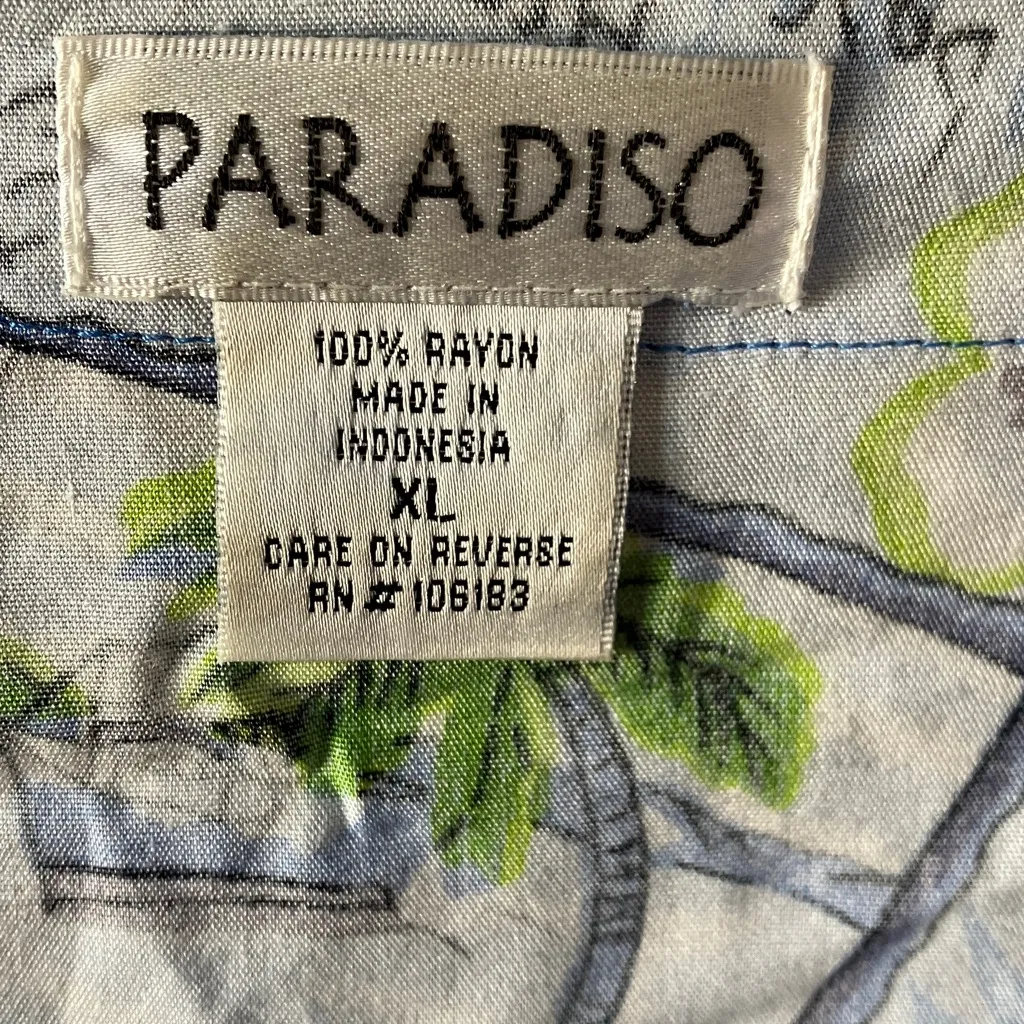 PARADISO
100% RAYON
MADE IN
INDONESIA
XL
CARE ON REVERSE
RN # 106183